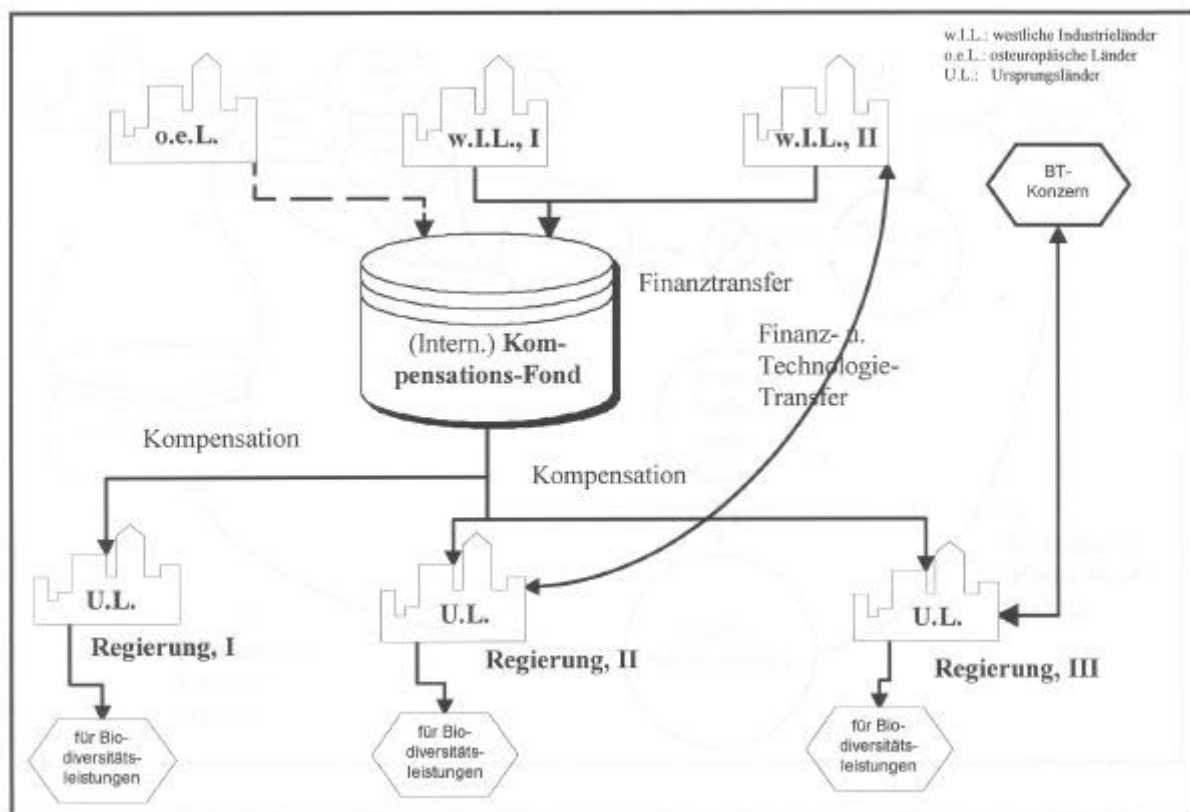 w.I.L.: westliche Industrieländer
o.e.L.: osteuropäische Länder
U.L.: Ursprungsländer
o.e.L.
w.I.L., I
w.I.L., II
BT-
Konzern
Finanztransfer
(Intern.) Kom-
pensations-Fond
Finanz- u.
Technologie-
Transfer
Kompensation
Kompensation
U.L.
U.L.
U.L.
Regierung, I
Regierung, II
Regierung, III
für Bio-
diversitäts-
leistungen
für Bio-
diversitäts-
leistungen
für Bio-
diversitäts-
leistungen